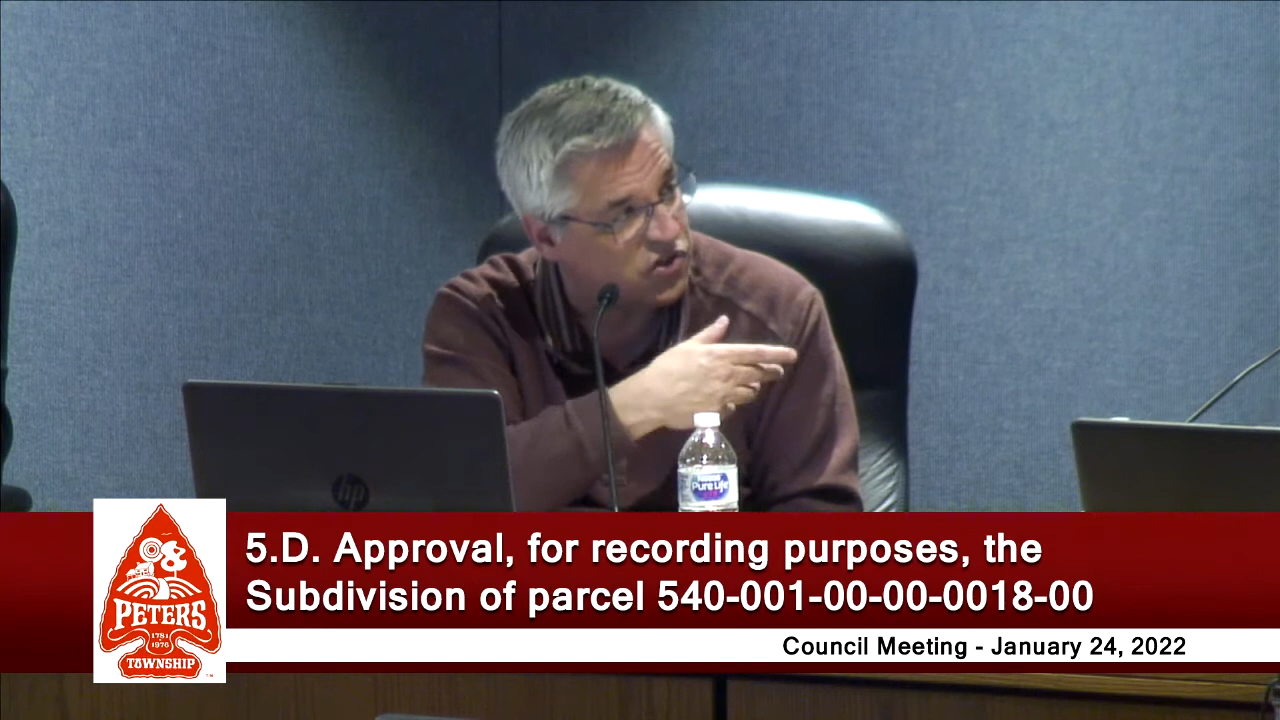 hp
Nestle
Pure Life
5.D. Approval, for recording purposes, the
Subdivision of parcel 540-001-00-00-0018-00
Council Meeting - January 24, 2022
PETERS
1781
1976
TOWNSHIP